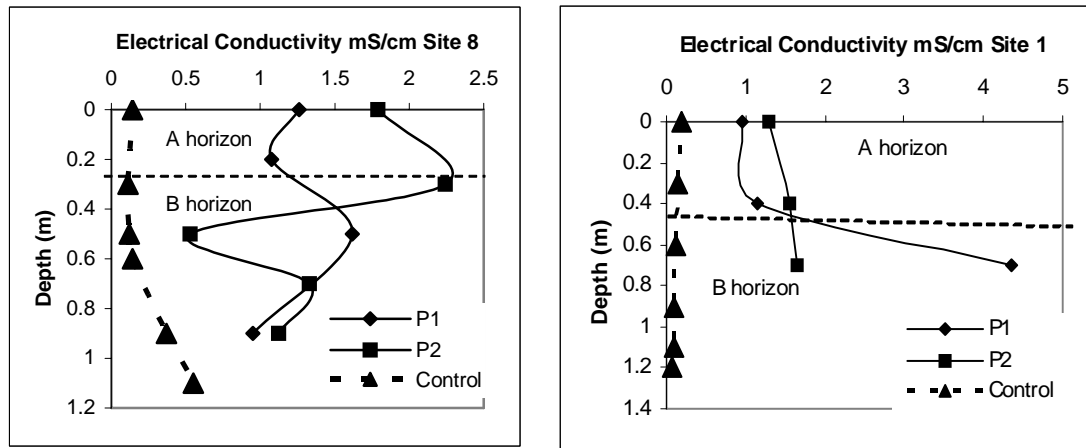 Electrical Conductivity mS/cm Site 8
0 0.5 1 1.5 2 2.5
0
0.2
0.4
0.6
0.8
1
1.2
Depth (m)
A horizon
B horizon
P1
P2
Control
Electrical Conductivity mS/cm Site 1
0 1 2 3 4 5
0
0.2
0.4
0.6
0.8
1
1.2
1.4
Depth (m)
A horizon
B horizon
P1
P2
Control